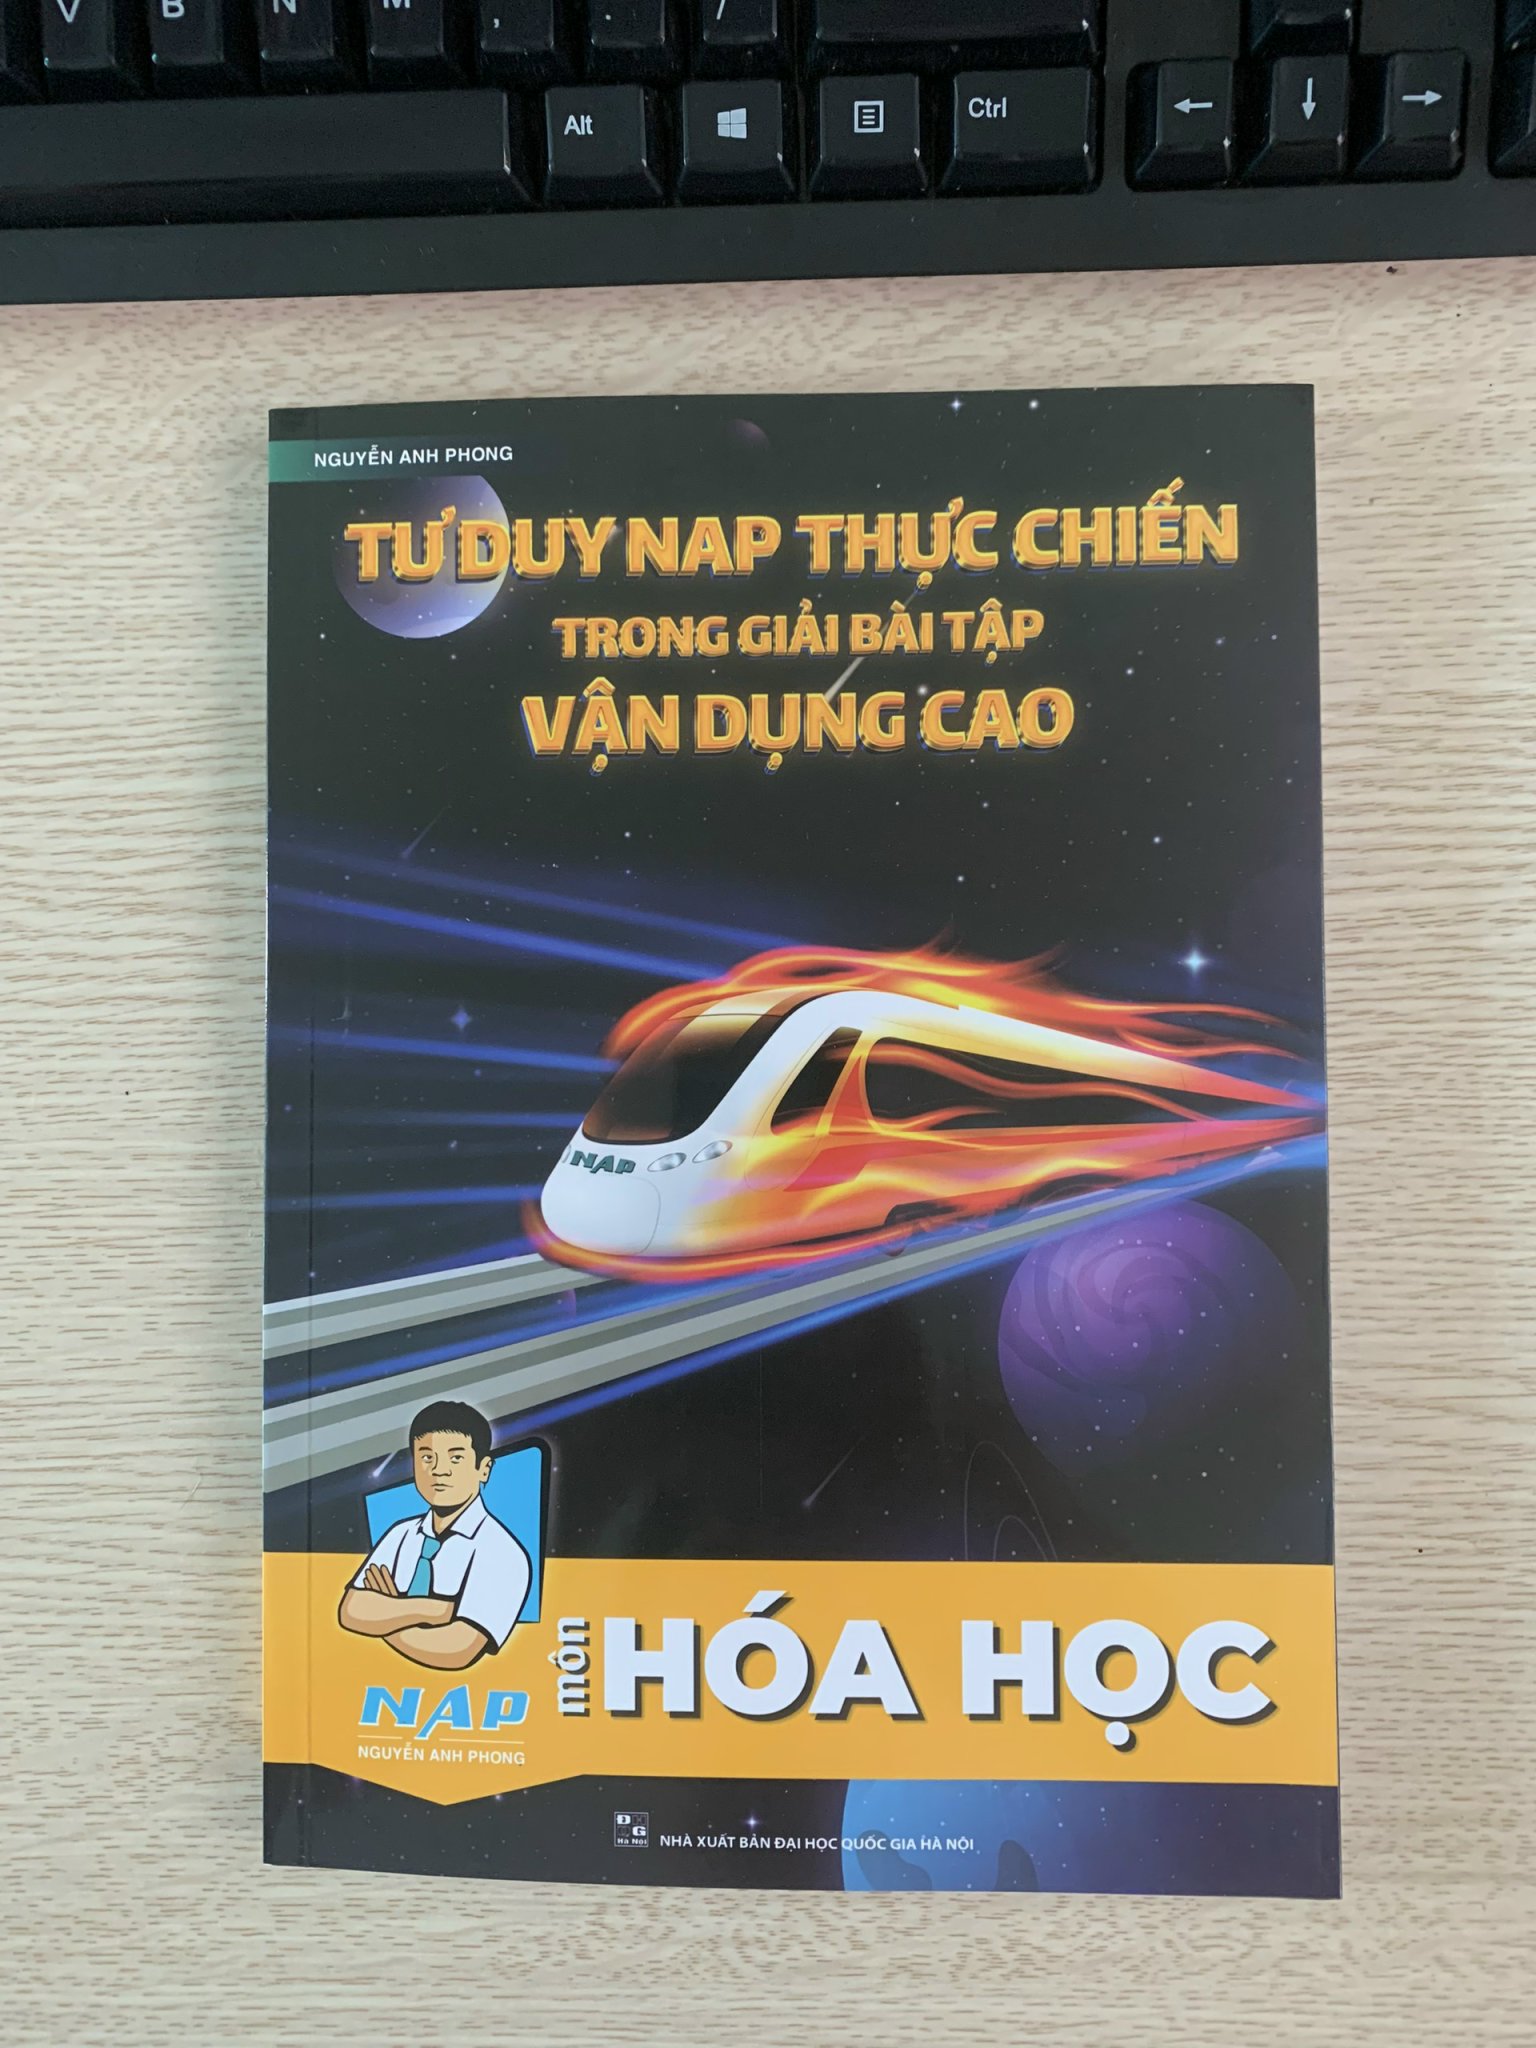 V B N M , . /
Alt Ctrl ← ↓ →
NGUYỄN ANH PHONG
TƯ DUY NAP THỰC CHIẾN
TRONG GIẢI BÀI TẬP
VẬN DỤNG CAO
NAP
môn HÓA HỌC
NAP
NGUYỄN ANH PHONG
NHÀ XUẤT BẢN ĐẠI HỌC QUỐC GIA HÀ NỘI